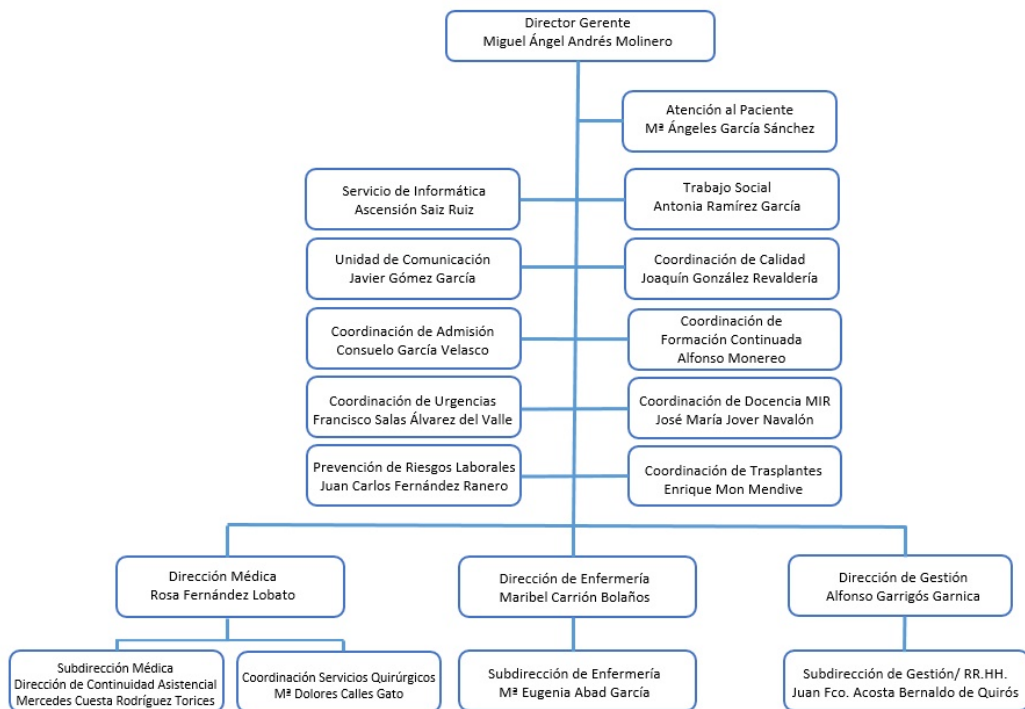 Director Gerente
Miguel Ángel Andrés Molinero
Atención al Paciente
Mª Ángeles García Sánchez
Servicio de Informática
Ascensión Saiz Ruiz
Trabajo Social
Antonia Ramírez García
Unidad de Comunicación
Javier Gómez García
Coordinación de Calidad
Joaquín González Revaldería
Coordinación de Admisión
Consuelo García Velasco
Coordinación de
Formación Continuada
Alfonso Monereo
Coordinación de Urgencias
Francisco Salas Álvarez del Valle
Coordinación de Docencia MIR
José María Jover Navalón
Prevención de Riesgos Laborales
Juan Carlos Fernández Ranero
Coordinación de Trasplantes
Enrique Mon Mendive
Dirección Médica
Rosa Fernández Lobato
Dirección de Enfermería
Maribel Carrión Bolaños
Dirección de Gestión
Alfonso Garrigós Garnica
Subdirección Médica
Dirección de Continuidad Asistencial
Mercedes Cuesta Rodríguez Torices
Coordinación Servicios Quirúrgicos
Mª Dolores Calles Gato
Subdirección de Enfermería
Mª Eugenia Abad García
Subdirección de Gestión/ RR.HH.
Juan Fco. Acosta Bernaldo de Quirós